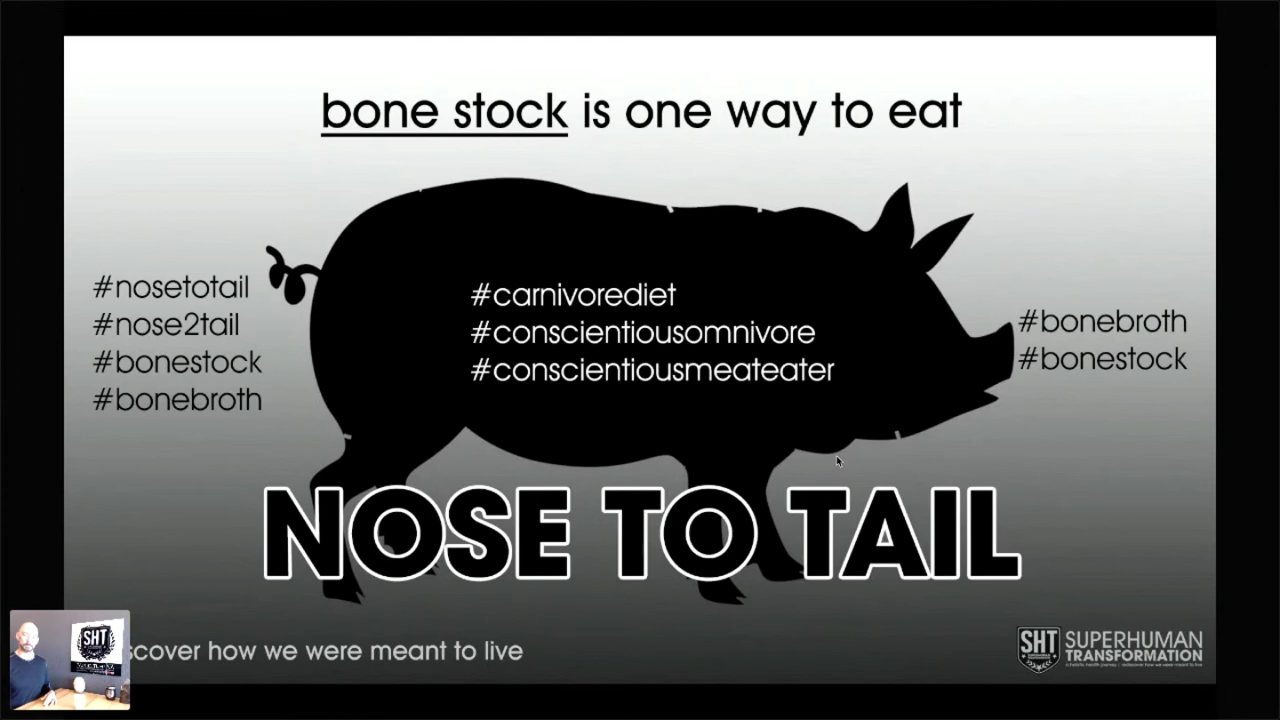 bone stock is one way to eat
#nosetotail
#nose2tail
#bonestock
#bonebroth
#carnivorediet
#conscientiousomnivore
#conscientiousmeateater
#bonebroth
#bonestock
NOSE TO TAIL
how we were meant to live
SHT
SHT
SUPERHUMAN
TRANSFORMATION